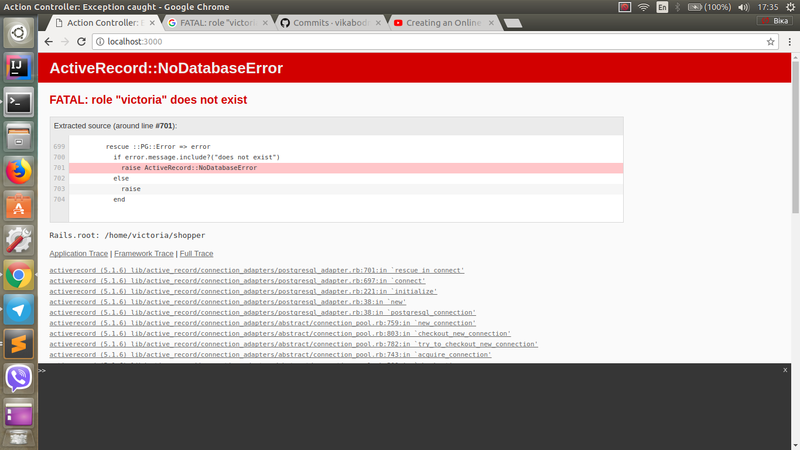 Action Controller: Exception caught - Google Chrome
En
(100%)
17:35
Action Controller: E
FATAL: role "victori
Commits · vikabod
Creating an Online
Віка
localhost:3000
ActiveRecord::NoDatabaseError
FATAL: role "victoria" does not exist
Extracted source (around line #701):
699 rescue ::PG::Error => error
700 if error.message.include?("does not exist")
701 raise ActiveRecord::NoDatabaseError
702 else
703 raise
704 end
Rails.root: /home/victoria/shopper
Application Trace | Framework Trace | Full Trace
activerecord (5.1.6) lib/active_record/connection_adapters/postgresql_adapter.rb:701:in `rescue in connect'
activerecord (5.1.6) lib/active_record/connection_adapters/postgresql_adapter.rb:697:in `connect'
activerecord (5.1.6) lib/active_record/connection_adapters/postgresql_adapter.rb:221:in `initialize'
activerecord (5.1.6) lib/active_record/connection_adapters/postgresql_adapter.rb:38:in `new'
activerecord (5.1.6) lib/active_record/connection_adapters/postgresql_adapter.rb:38:in `postgresql_connection'
activerecord (5.1.6) lib/active_record/connection_adapters/abstract/connection_pool.rb:759:in `new_connection'
activerecord (5.1.6) lib/active_record/connection_adapters/abstract/connection_pool.rb:803:in `checkout_new_connection'
activerecord (5.1.6) lib/active_record/connection_adapters/abstract/connection_pool.rb:782:in `try_to_checkout_new_connection'
activerecord (5.1.6) lib/active_record/connection_adapters/abstract/connection_pool.rb:743:in `acquire_connection'
>>
x